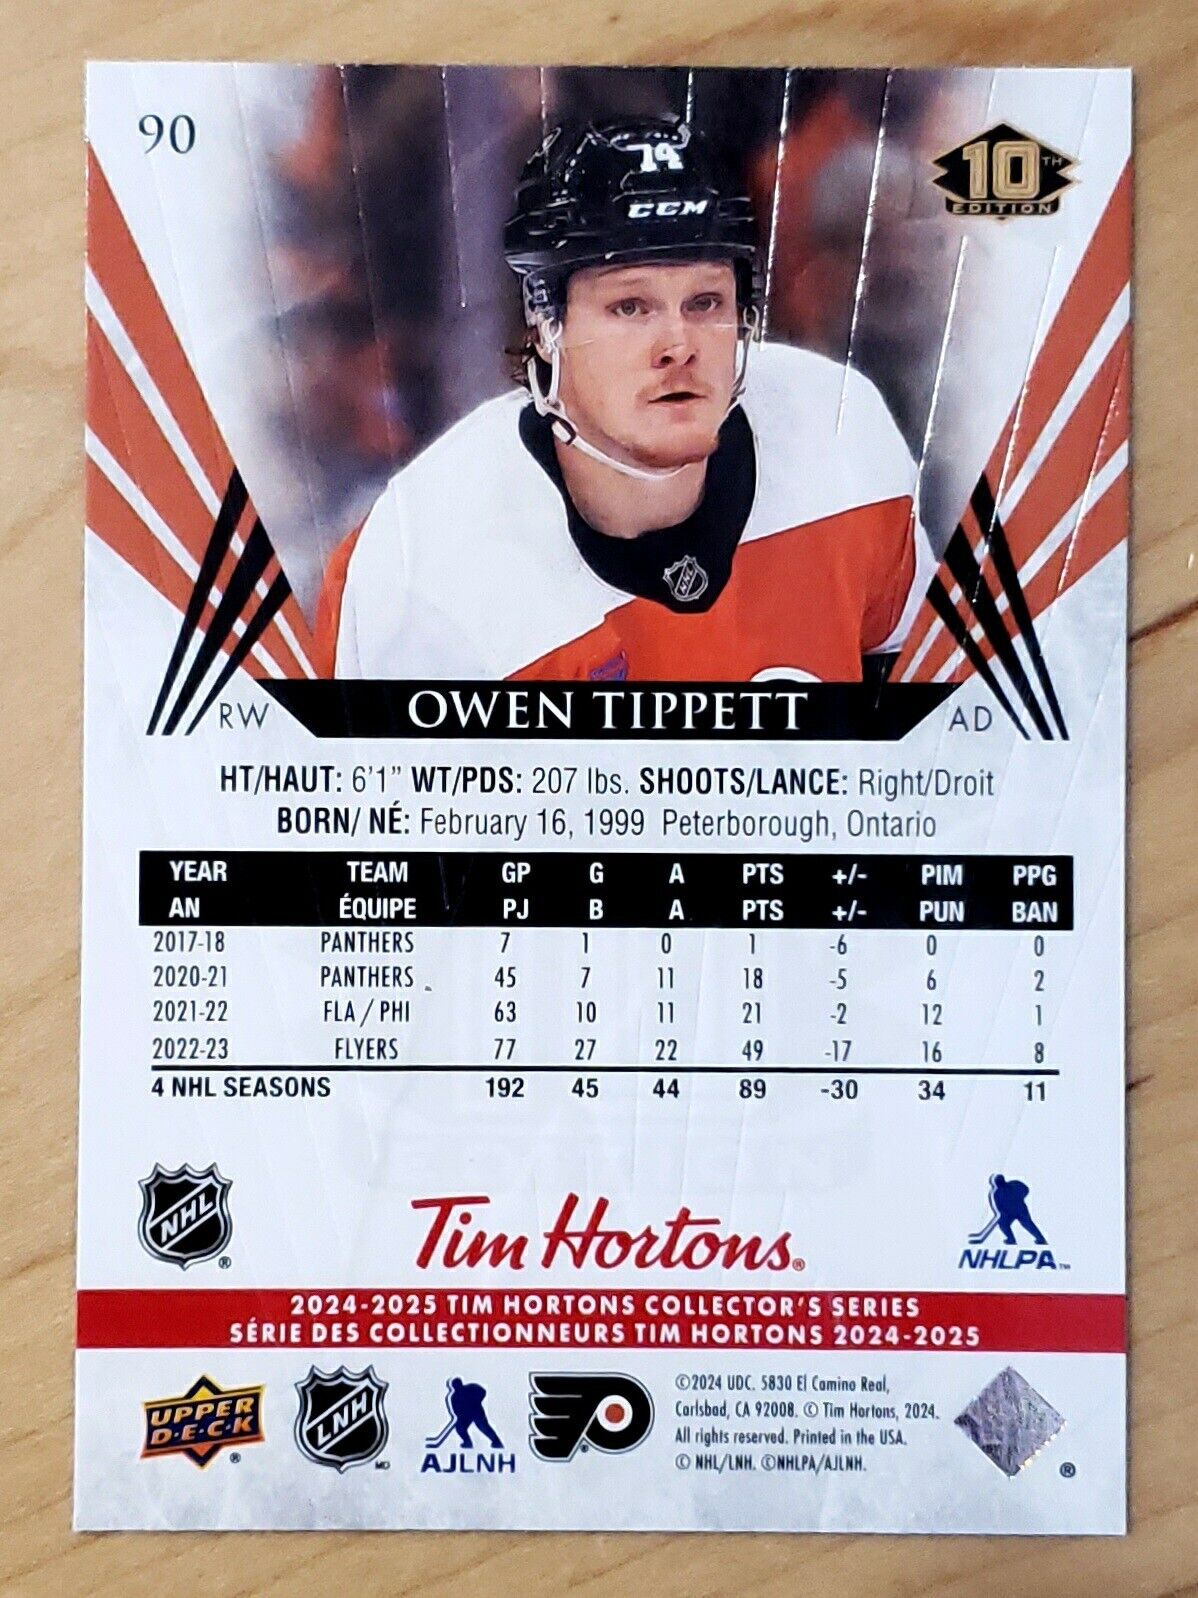 90
10TH
EDITION
74
CCM
NHL
RW
OWEN TIPPETT
AD
HT/HAUT: 6'1" WT/PDS: 207 lbs. SHOOTS/LANCE: Right/Droit
BORN/ NÉ: February 16, 1999 Peterborough, Ontario
YEAR TEAM GP G A PTS +/- PIM PPG
AN ÉQUIPE PJ B A PTS +/- PUN BAN
2017-18 PANTHERS 7 1 0 1 -6 0 0
2020-21 PANTHERS 45 7 11 18 -5 6 2
2021-22 FLA / PHI 63 10 11 21 -2 12 1
2022-23 FLYERS 77 27 22 49 -17 16 8
4 NHL SEASONS 192 45 44 89 -30 34 11
NHL ®
Tim Hortons®
NHLPA™
2024-2025 TIM HORTONS COLLECTOR'S SERIES
SÉRIE DES COLLECTIONNEURS TIM HORTONS 2024-2025
UPPER
D·E·C·K ®
LNH MD
AJLNH
®
©2024 UDC. 5830 El Camino Real,
Carlsbad, CA 92008. © Tim Hortons, 2024.
All rights reserved. Printed in the USA.
© NHL/LNH. ©NHLPA/AJLNH.
®